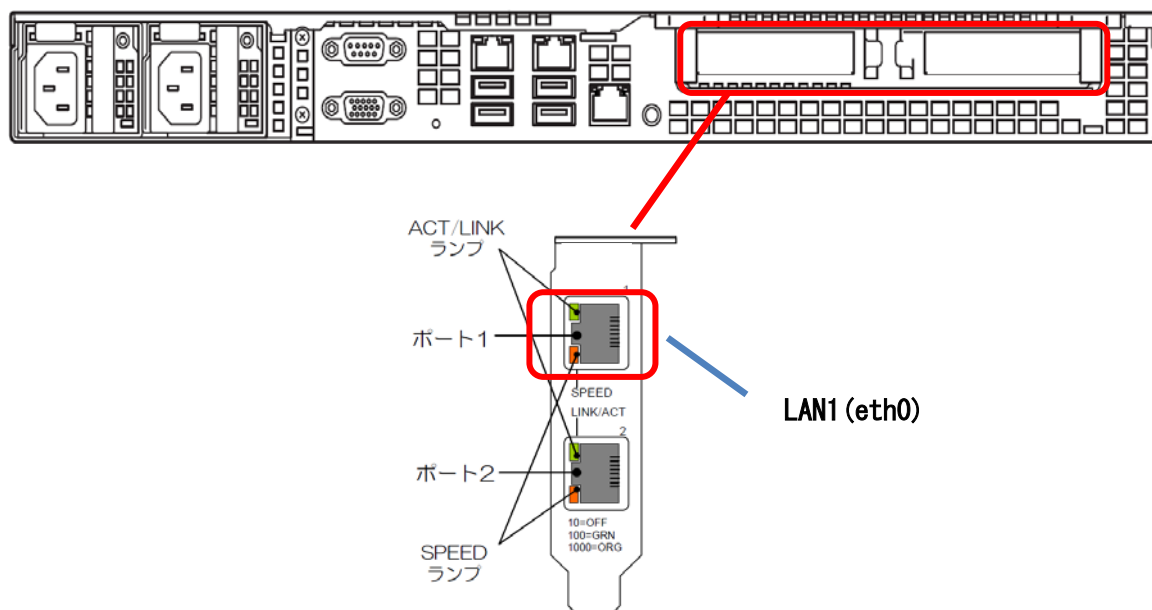 ACT/LINK
ランプ
1
ポート1
SPEED
LINK/ACT
LAN1(eth0)
2
ポート2
10=OFF
100=GRN
1000=ORG
SPEED
ランプ